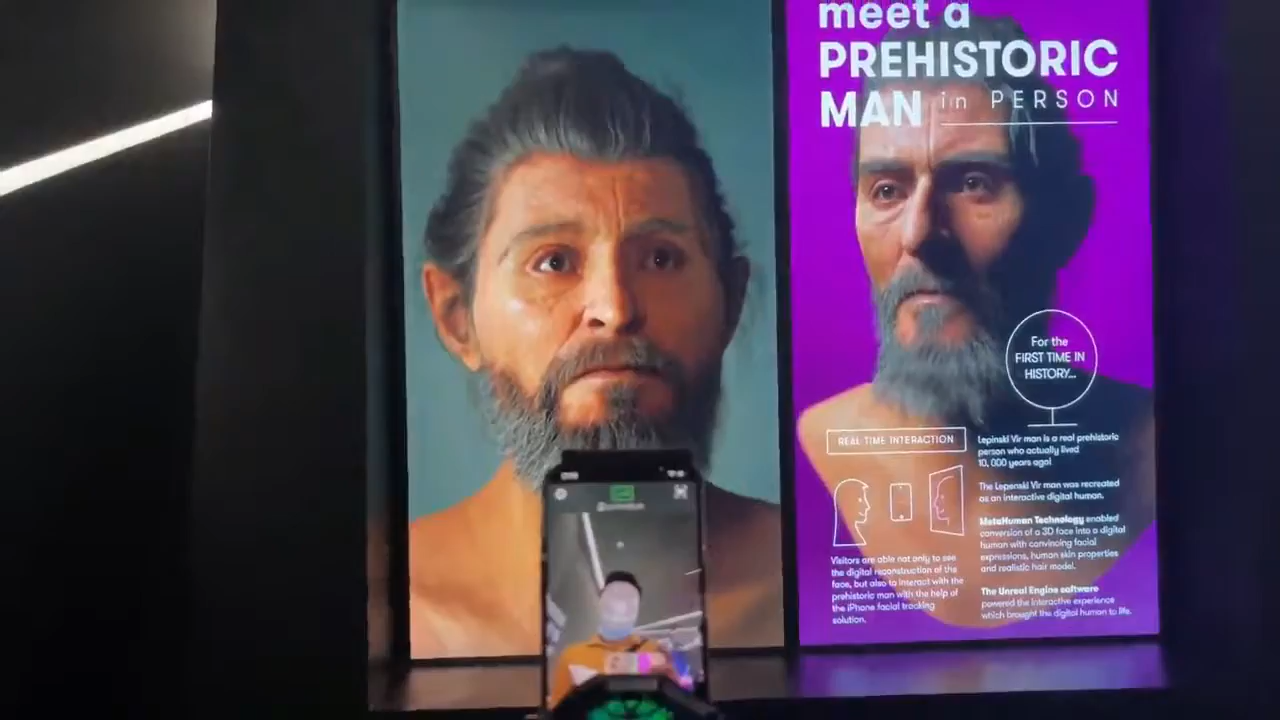 meet a
PREHISTORIC
MAN in PERSON
For the
FIRST TIME IN
HISTORY...
REAL TIME INTERACTION
Visitors are able not only to see
the digital reconstruction of the
face, but also to interact with the
prehistoric man with the help of
the iPhone facial tracking
solution.
Lepinski Vir man is a real prehistoric
person who actually lived
10, 000 years ago!
The Lepenski Vir man was recreated
as an interactive digital human.
MetaHuman Technology enabled
conversion of a 3D face into a digital
human with convincing facial
expressions, human skin properties
and realistic hair model.
The Unreal Engine software
powered the interactive experience
which brought the digital human to life.